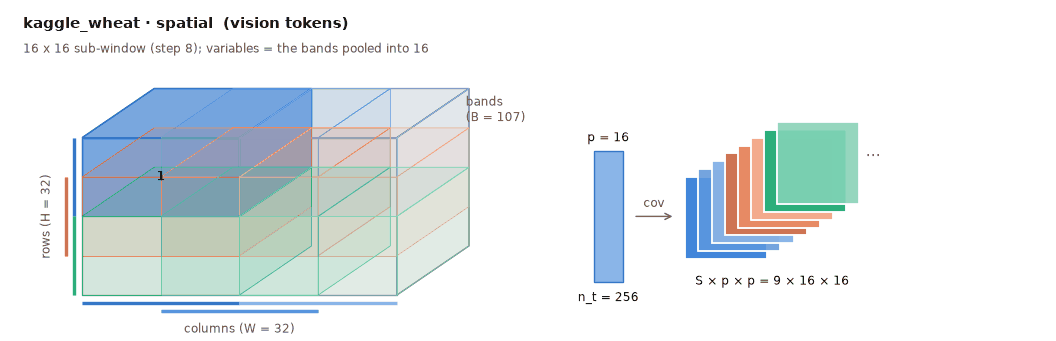 kaggle_wheat · spatial  (vision tokens)
16 x 16 sub-window (step 8); variables = the bands pooled into 16
bands
(B = 107)
1
rows (H = 32)
columns (W = 32)
p = 16
n_t = 256
cov
...
S × p × p = 9 × 16 × 16